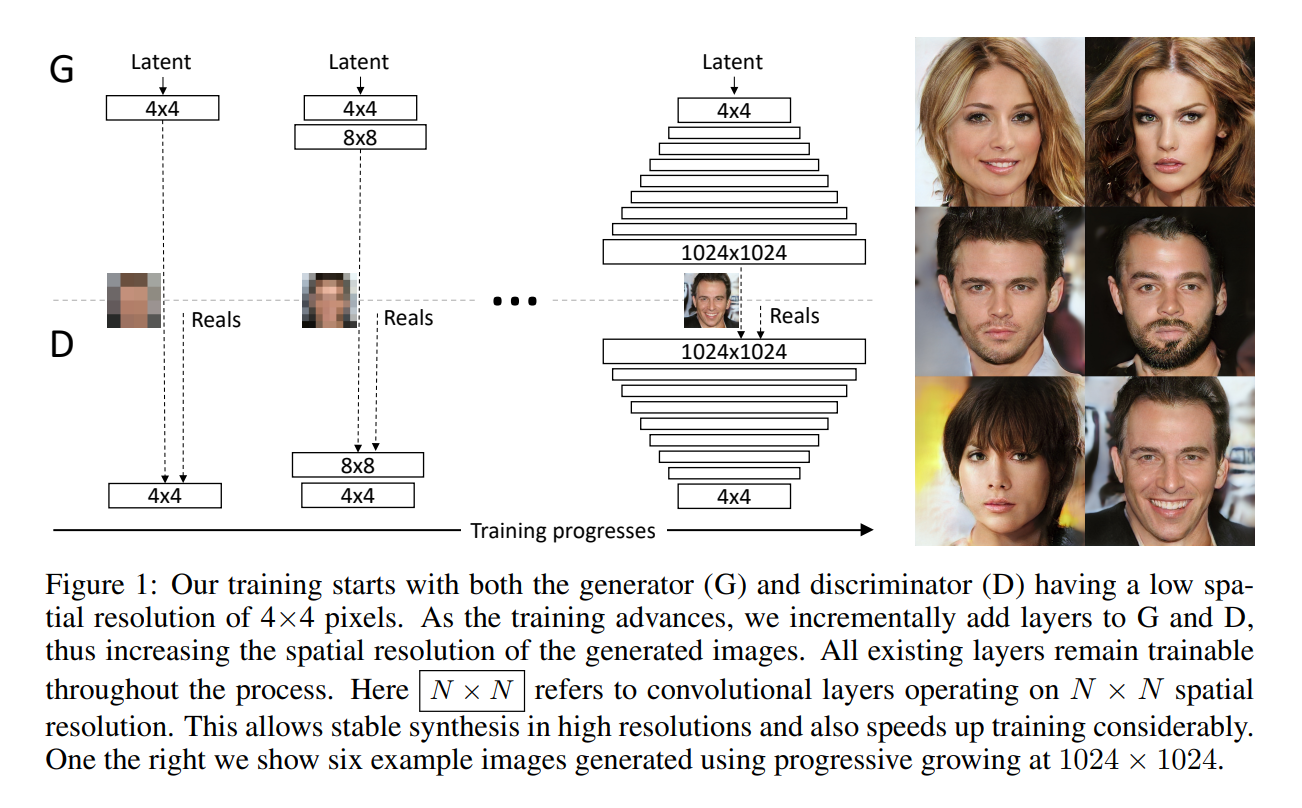 G
Latent
Latent
Latent
4x4
4x4
4x4
8x8
1024x1024
Reals
Reals
Reals
D
1024x1024
8x8
4x4
4x4
4x4
Training progresses
Figure 1: Our training starts with both the generator (G) and discriminator (D) having a low spa-
tial resolution of 4×4 pixels. As the training advances, we incrementally add layers to G and D,
thus increasing the spatial resolution of the generated images. All existing layers remain trainable
throughout the process. Here N × N refers to convolutional layers operating on N × N spatial
resolution. This allows stable synthesis in high resolutions and also speeds up training considerably.
One the right we show six example images generated using progressive growing at 1024 × 1024.